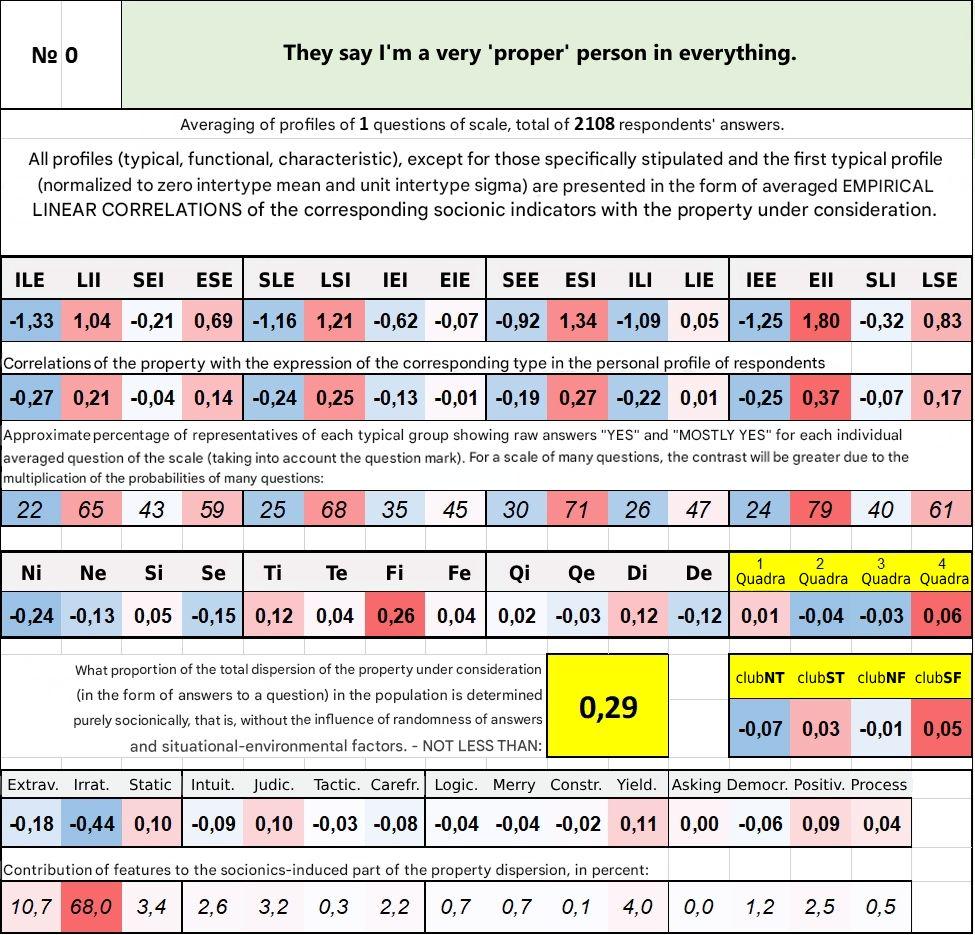 № 0
They say I'm a very 'proper' person in everything.
Averaging of profiles of 1 questions of scale, total of 2108 respondents' answers.
All profiles (typical, functional, characteristic), except for those specifically stipulated and the first typical profile
(normalized to zero intertype mean and unit intertype sigma) are presented in the form of averaged EMPIRICAL
LINEAR CORRELATIONS of the corresponding socionic indicators with the property under consideration.
ILE LII SEI ESE SLE LSI IEI EIE SEE ESI ILI LIE IEE EII SLI LSE
-1,33 1,04 -0,21 0,69 -1,16 1,21 -0,62 -0,07 -0,92 1,34 -1,09 0,05 -1,25 1,80 -0,32 0,83
Correlations of the property with the expression of the corresponding type in the personal profile of respondents
-0,27 0,21 -0,04 0,14 -0,24 0,25 -0,13 -0,01 -0,19 0,27 -0,22 0,01 -0,25 0,37 -0,07 0,17
Approximate percentage of representatives of each typical group showing raw answers "YES" and "MOSTLY YES" for each individual
averaged question of the scale (taking into account the question mark). For a scale of many questions, the contrast will be greater due to the
multiplication of the probabilities of many questions:
22 65 43 59 25 68 35 45 30 71 26 47 24 79 40 61
Ni Ne Si Se Ti Te Fi Fe Qi Qe Di De 1 Quadra 2 Quadra 3 Quadra 4 Quadra
-0,24 -0,13 0,05 -0,15 0,12 0,04 0,26 0,04 0,02 -0,03 0,12 -0,12 0,01 -0,04 -0,03 0,06
What proportion of the total dispersion of the property under consideration
(in the form of answers to a question) in the population is determined
purely socionically, that is, without the influence of randomness of answers
and situational-environmental factors. - NOT LESS THAN:
0,29
clubNT clubST clubNF clubSF
-0,07 0,03 -0,01 0,05
Extrav. Irrat. Static Intuit. Judic. Tactic. Carefr. Logic. Merry Constr. Yield. Asking Democr. Positiv. Process
-0,18 -0,44 0,10 -0,09 0,10 -0,03 -0,08 -0,04 -0,04 -0,02 0,11 0,00 -0,06 0,09 0,04
Contribution of features to the socionics-induced part of the property dispersion, in percent:
10,7 68,0 3,4 2,6 3,2 0,3 2,2 0,7 0,7 0,1 4,0 0,0 1,2 2,5 0,5